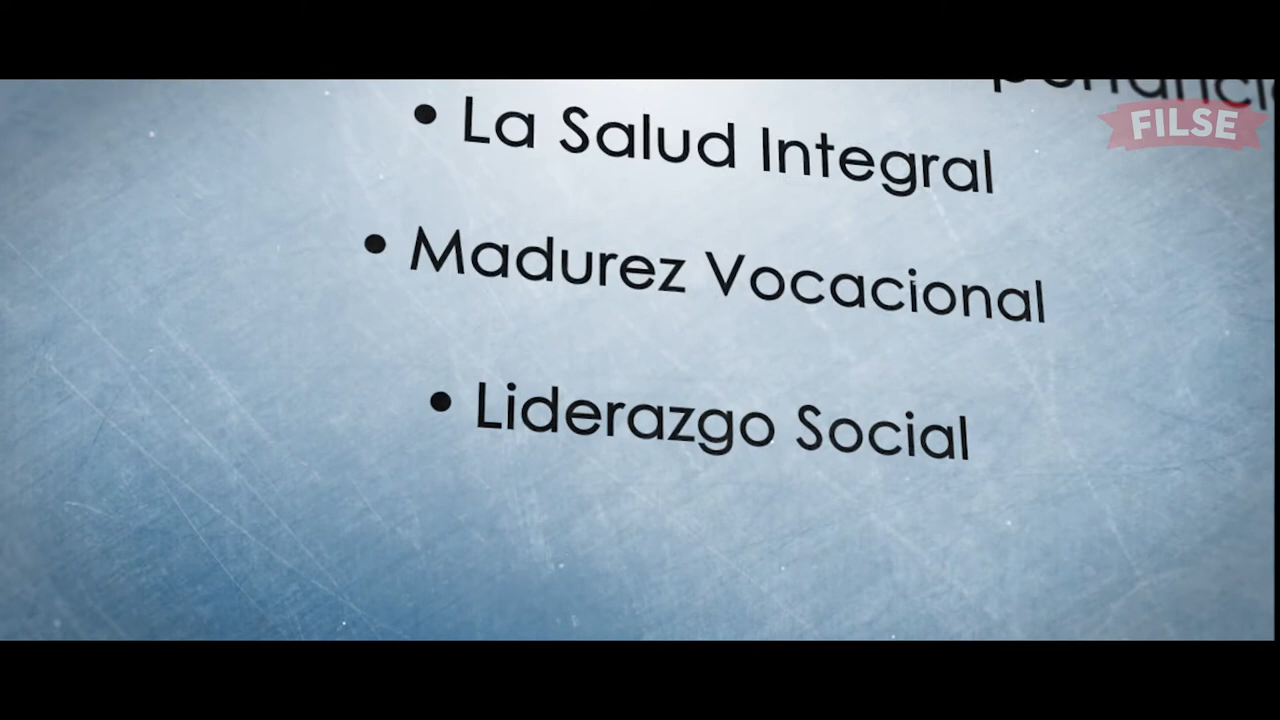 FILSE
• La Salud Integral
• Madurez Vocacional
• Liderazgo Social